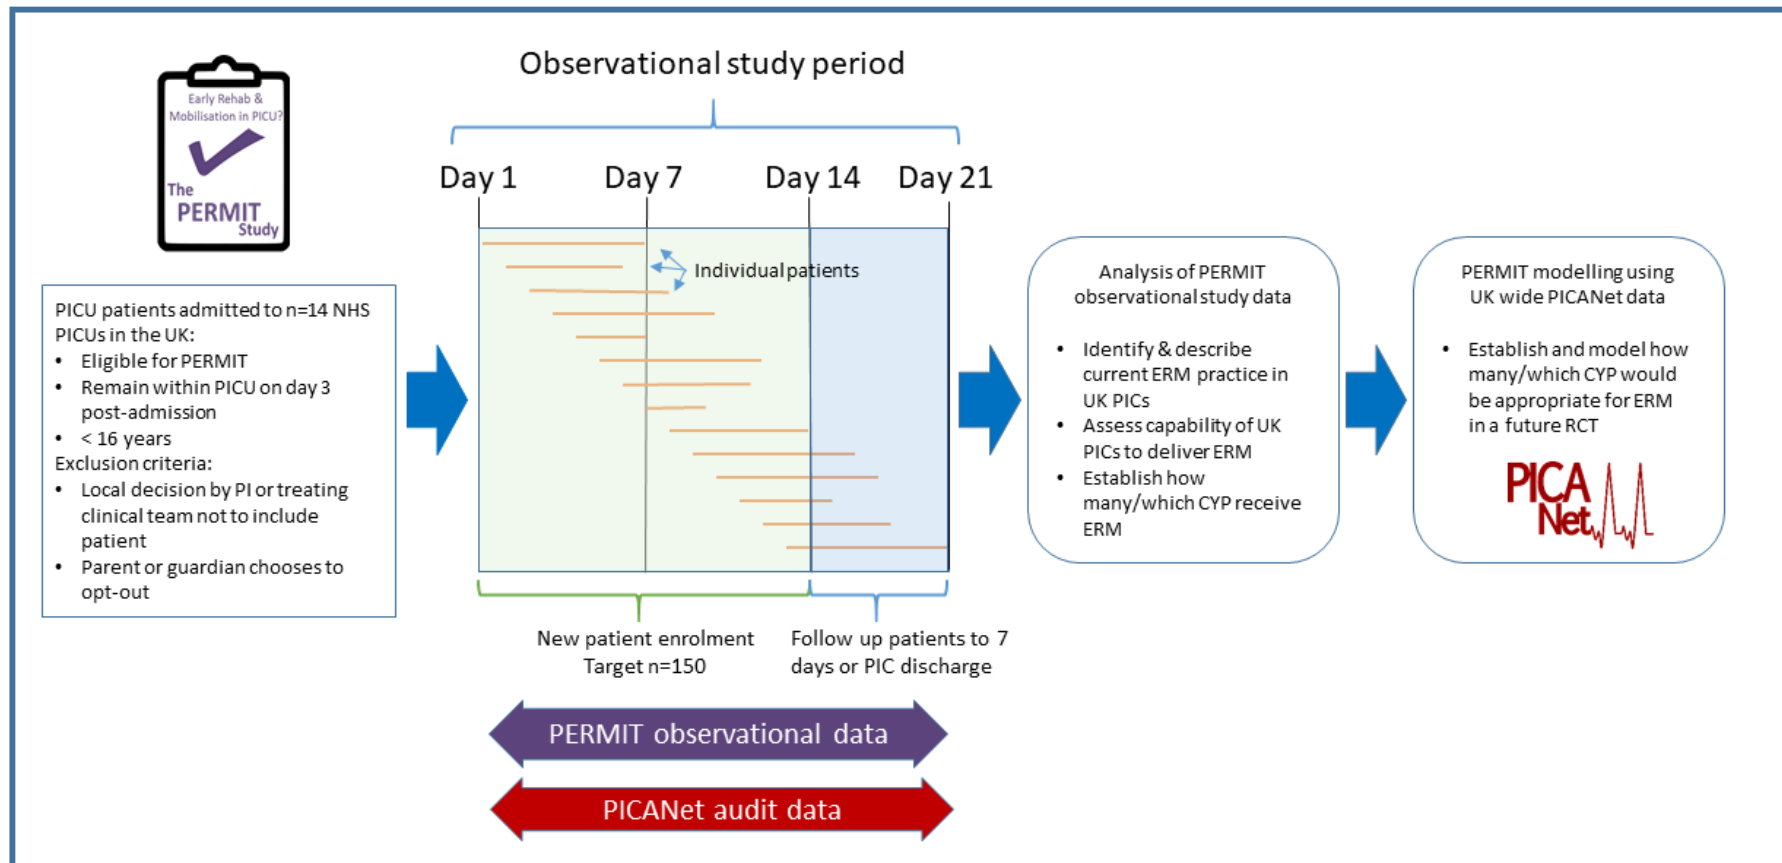 Observational study period
Early Rehab &
Mobilisation in PICU?
The
PERMIT
Study
Day 1
Day 7
Day 14
Day 21
Individual patients
PICU patients admitted to n=14 NHS
PICUs in the UK:
• Eligible for PERMIT
• Remain within PICU on day 3
post-admission
• < 16 years
Exclusion criteria:
• Local decision by PI or treating
clinical team not to include
patient
• Parent or guardian chooses to
opt-out
New patient enrolment
Target n=150
Follow up patients to 7
days or PIC discharge
PERMIT observational data
PICANet audit data
Analysis of PERMIT
observational study data
• Identify & describe
current ERM practice in
UK PICs
• Assess capability of UK
PICs to deliver ERM
• Establish how
many/which CYP receive
ERM
PERMIT modelling using
UK wide PICANet data
• Establish and model how
many/which CYP would
be appropriate for ERM
in a future RCT
PICA
Net